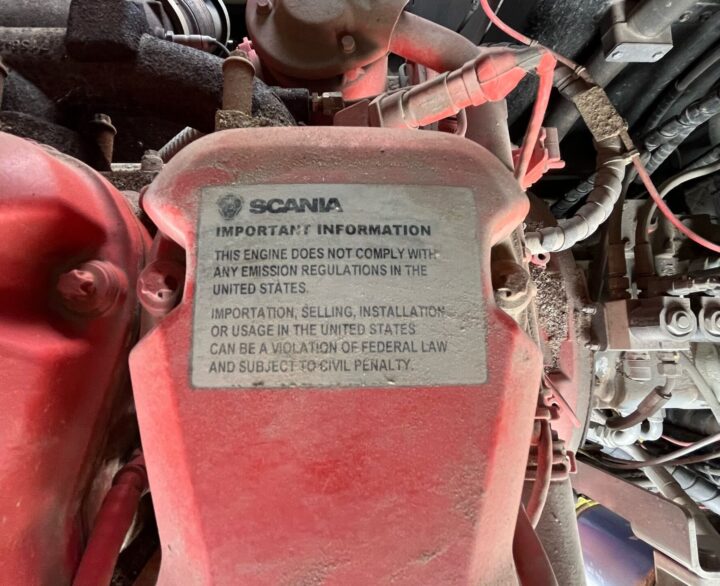 SCANIA
IMPORTANT INFORMATION
THIS ENGINE DOES NOT COMPLY WITH
ANY EMISSION REGULATIONS IN THE
UNITED STATES.
IMPORTATION, SELLING, INSTALLATION
OR USAGE IN THE UNITED STATES
CAN BE A VIOLATION OF FEDERAL LAW
AND SUBJECT TO CIVIL PENALTY.